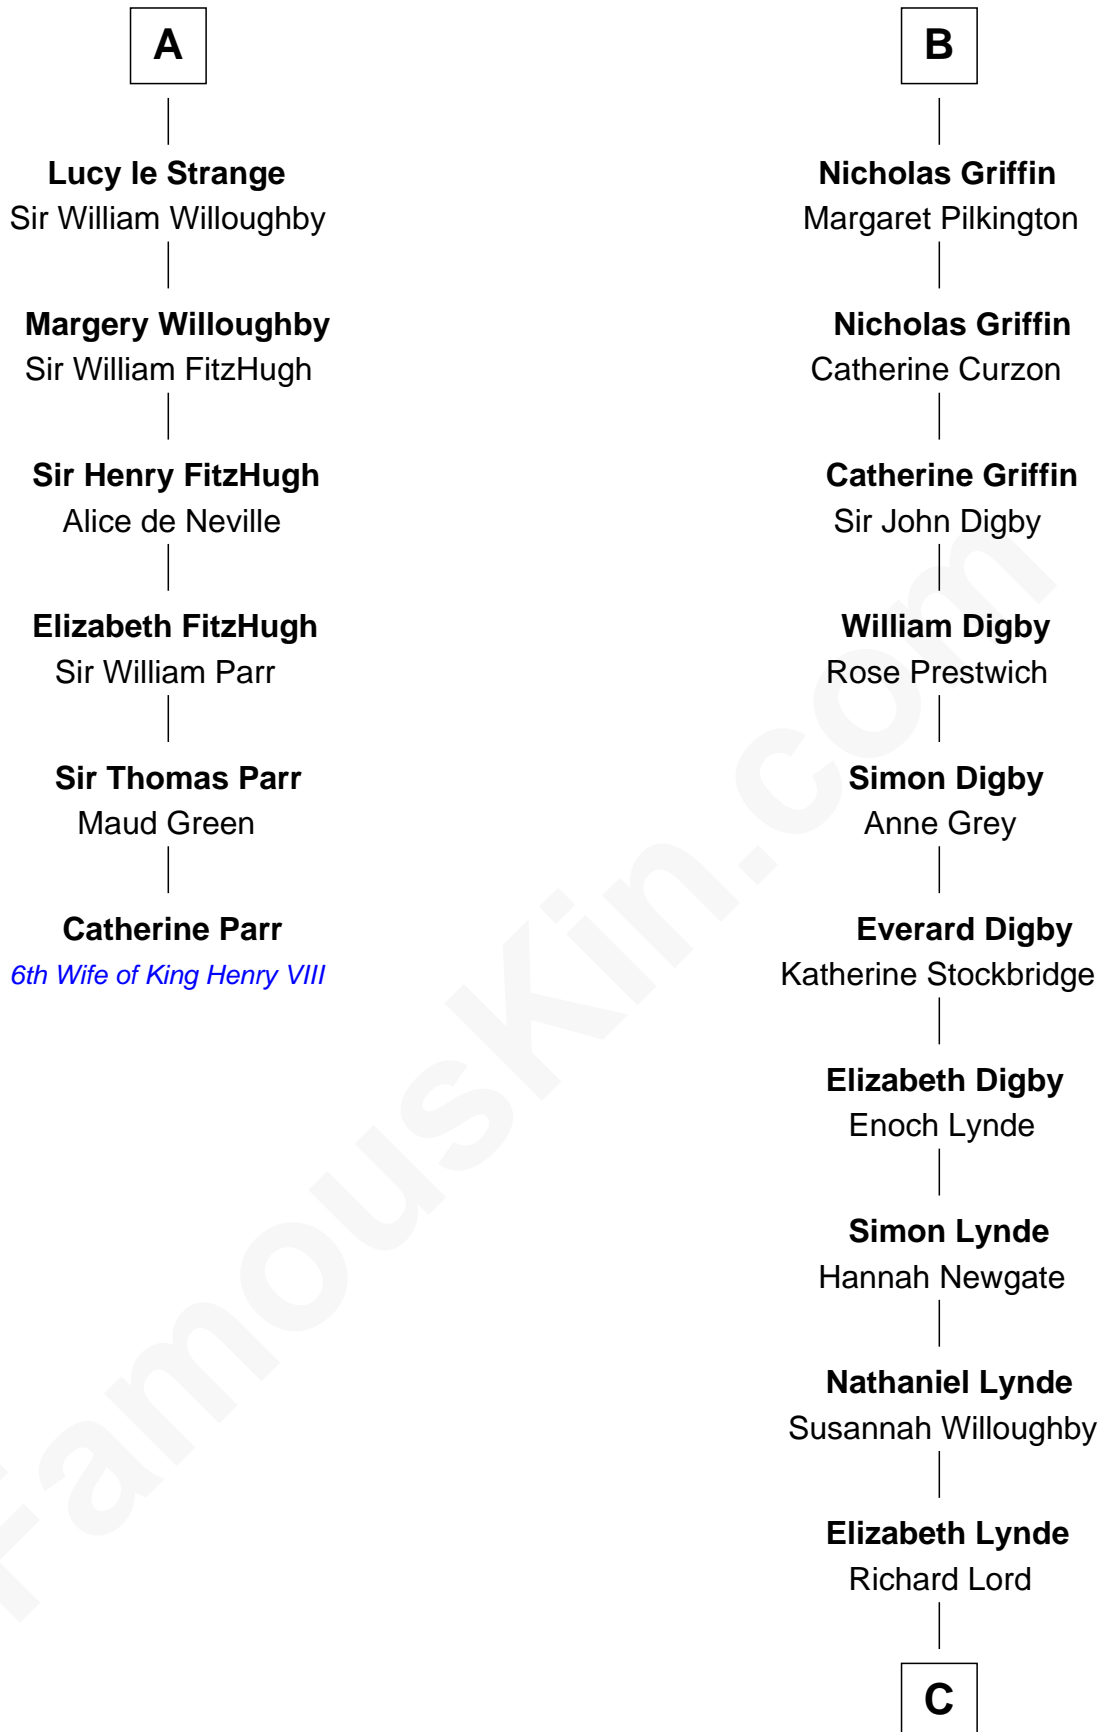 A
Lucy le Strange
Sir William Willoughby
Margery Willoughby
Sir William FitzHugh
Sir Henry FitzHugh
Alice de Neville
Elizabeth FitzHugh
Sir William Parr
Sir Thomas Parr
Maud Green
Catherine Parr
6th Wife of King Henry VIII
B
Nicholas Griffin
Margaret Pilkington
Nicholas Griffin
Catherine Curzon
Catherine Griffin
Sir John Digby
William Digby
Rose Prestwich
Simon Digby
Anne Grey
Everard Digby
Katherine Stockbridge
Elizabeth Digby
Enoch Lynde
Simon Lynde
Hannah Newgate
Nathaniel Lynde
Susannah Willoughby
Elizabeth Lynde
Richard Lord
C
FamousKin.com